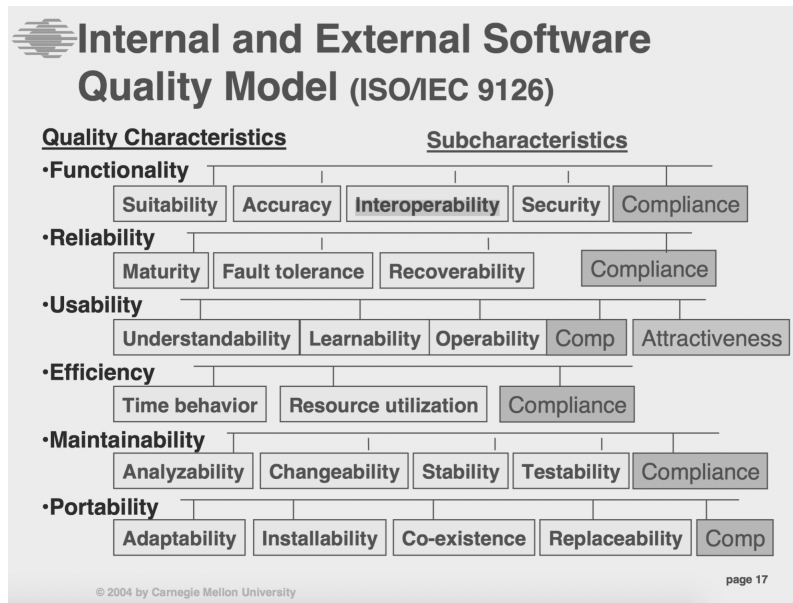 Internal and External Software
Quality Model (ISO/IEC 9126)
Quality Characteristics Subcharacteristics
•Functionality
Suitability Accuracy Interoperability Security Compliance
•Reliability
Maturity Fault tolerance Recoverability Compliance
•Usability
Understandability Learnability Operability Comp Attractiveness
•Efficiency
Time behavior Resource utilization Compliance
•Maintainability
Analyzability Changeability Stability Testability Compliance
•Portability
Adaptability Installability Co-existence Replaceability Comp
page 17
© 2004 by Carnegie Mellon University